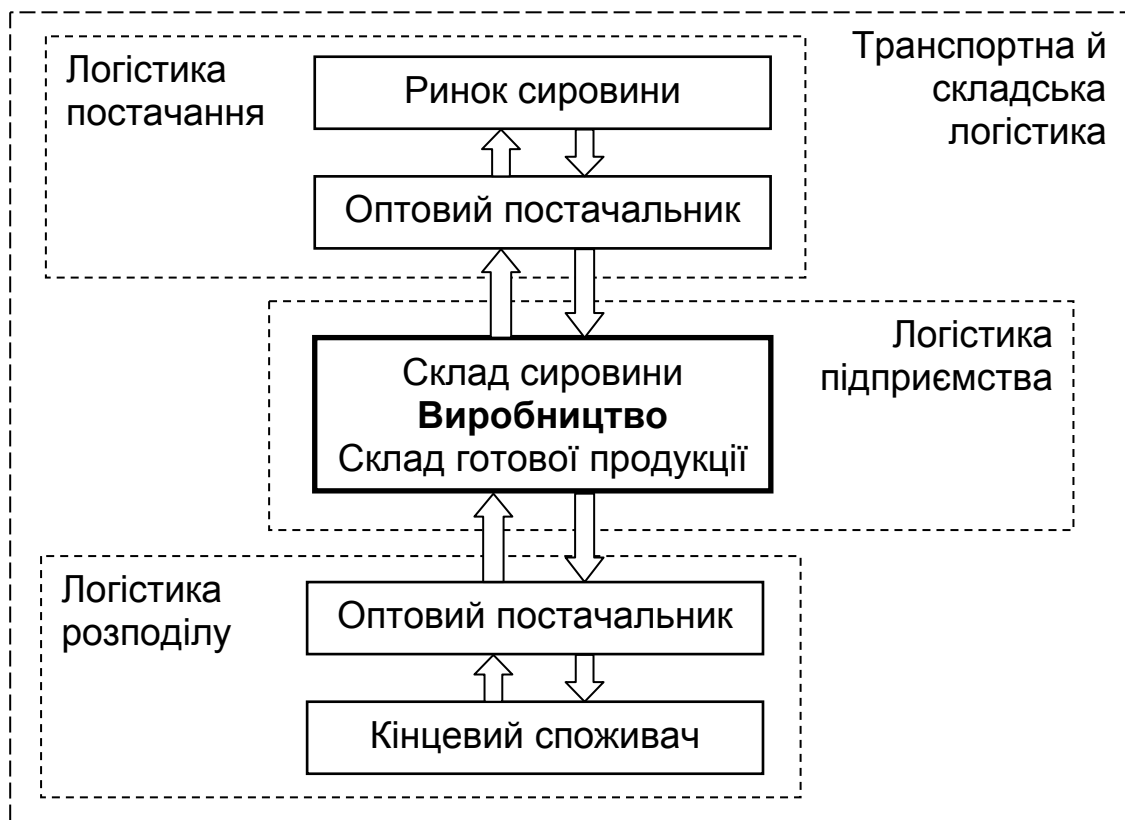 Логістика
постачання
Транспортна й
складська
логістика
Ринок сировини
Оптовий постачальник
Логістика
підприємства
Склад сировини
Виробництво
Склад готової продукції
Логістика
розподілу
Оптовий постачальник
Кінцевий споживач